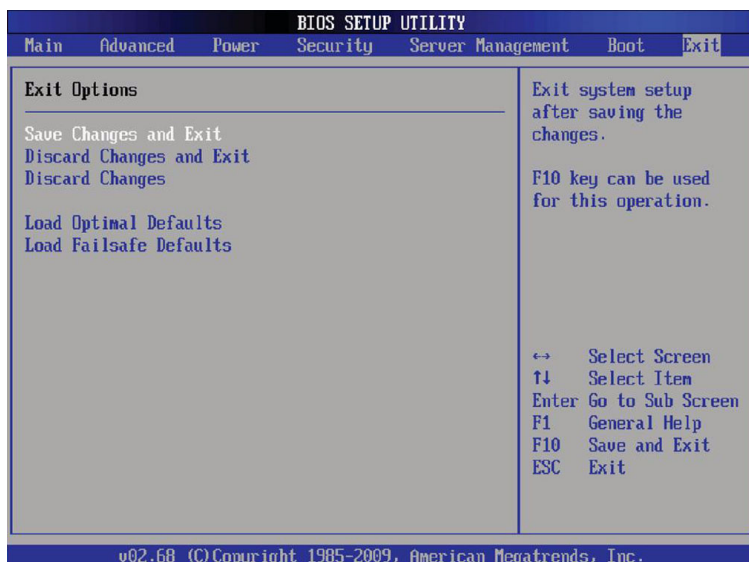 BIOS SETUP UTILITY
Main Advanced Power Security Server Management Boot Exit
Exit Options
Save Changes and Exit
Discard Changes and Exit
Discard Changes
Load Optimal Defaults
Load Failsafe Defaults
Exit system setup
after saving the
changes.
F10 key can be used
for this operation.
↔ Select Screen
↑↓ Select Item
Enter Go to Sub Screen
F1 General Help
F10 Save and Exit
ESC Exit
v02.68 (C)Copyright 1985-2009, American Megatrends, Inc.